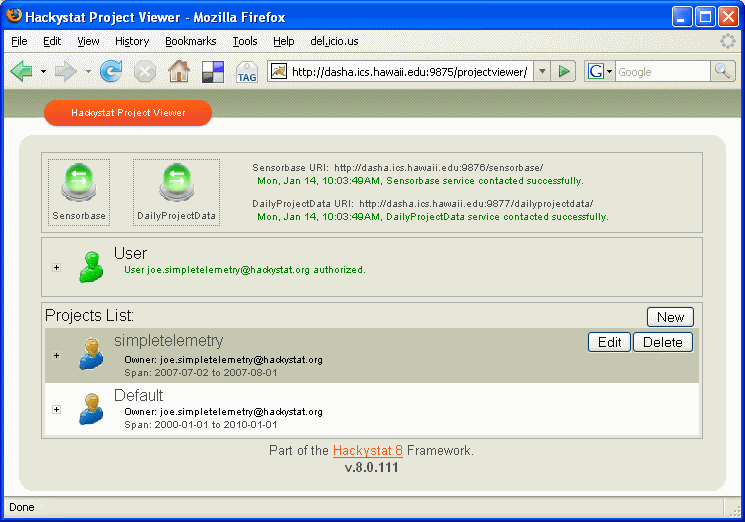 Hackystat Project Viewer - Mozilla Firefox
File Edit View History Bookmarks Tools Help del.icio.us
TAG http://dasha.ics.hawaii.edu:9875/projectviewer/ G Google
Hackystat Project Viewer
Sensorbase URI: http://dasha.ics.hawaii.edu:9876/sensorbase/
Mon, Jan 14, 10:03:49AM, Sensorbase service contacted successfully.
DailyProjectData URI: http://dasha.ics.hawaii.edu:9877/dailyprojectdata/
Sensorbase DailyProjectData Mon, Jan 14, 10:03:49AM, DailyProjectData service contacted successfully.
User
User joe.simpletelemetry@hackystat.org authorized.
Projects List: New
simpletelemetry Edit Delete
Owner: joe.simpletelemetry@hackystat.org
Span: 2007-07-02 to 2007-08-01
Default
Owner: joe.simpletelemetry@hackystat.org
Span: 2000-01-01 to 2010-01-01
Part of the Hackystat 8 Framework.
v.8.0.111
Done